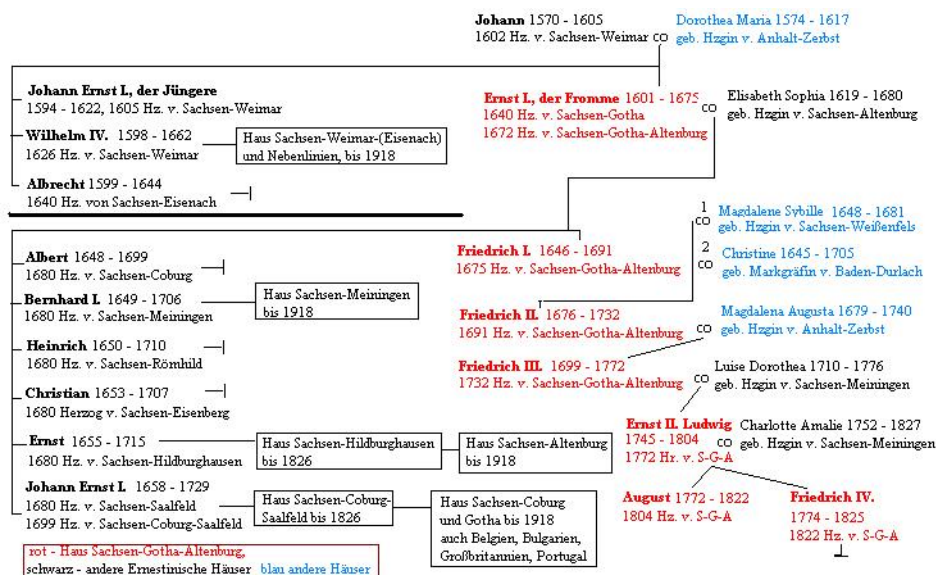 Johann 1570 - 1605
1602 Hz. v. Sachsen-Weimar
co
Dorothea Maria 1574 - 1617
geb. Hzgin v. Anhalt-Zerbst
Johann Ernst I., der Jüngere
1594 - 1622, 1605 Hz. v. Sachsen-Weimar
Wilhelm IV. 1598 - 1662
1626 Hz. v. Sachsen-Weimar
Haus Sachsen-Weimar-(Eisenach)
und Nebenlinien, bis 1918
Albrecht 1599 - 1644
1640 Hz. von Sachsen-Eisenach
Ernst I., der Fromme 1601 - 1675
1640 Hz. v. Sachsen-Gotha
1672 Hz. v. Sachsen-Gotha-Altenburg
co
Elisabeth Sophia 1619 - 1680
geb. Hzgin v. Sachsen-Altenburg
Albert 1648 - 1699
1680 Hz. v. Sachsen-Coburg
Bernhard I. 1649 - 1706
1680 Hz. v. Sachsen-Meiningen
Haus Sachsen-Meiningen
bis 1918
Heinrich 1650 - 1710
1680 Hz. v. Sachsen-Römhild
Christian 1653 - 1707
1680 Herzog v. Sachsen-Eisenberg
Ernst 1655 - 1715
1680 Hz. v. Sachsen-Hildburghausen
Haus Sachsen-Hildburghausen
bis 1826
Haus Sachsen-Altenburg
bis 1918
Johann Ernst I. 1658 - 1729
1680 Hz. v. Sachsen-Saalfeld
1699 Hz. v. Sachsen-Coburg-Saalfeld
Haus Sachsen-Coburg-
Saalfeld bis 1826
Haus Sachsen-Coburg
und Gotha bis 1918
auch Belgien, Bulgarien,
Großbritannien, Portugal
Friedrich I. 1646 - 1691
1675 Hz. v. Sachsen-Gotha-Altenburg
1
co
Magdalene Sybille 1648 - 1681
geb. Hzgin v. Sachsen-Weißenfels
2
co
Christine 1645 - 1705
geb. Markgräfin v. Baden-Durlach
Friedrich II. 1676 - 1732
1691 Hz. v. Sachsen-Gotha-Altenburg
co
Magdalena Augusta 1679 - 1740
geb. Hzgin v. Anhalt-Zerbst
Friedrich III. 1699 - 1772
1732 Hz. v. Sachsen-Gotha-Altenburg
co
Luise Dorothea 1710 - 1776
geb. Hzgin v. Sachsen-Meiningen
Ernst II. Ludwig
1745 - 1804
1772 Hr. v. S-G-A
co
Charlotte Amalie 1752 - 1827
geb. Hzgin v. Sachsen-Meiningen
August 1772 - 1822
1804 Hz. v. S-G-A
Friedrich IV.
1774 - 1825
1822 Hz. v. S-G-A
rot - Haus Sachsen-Gotha-Altenburg,
schwarz - andere Ernestinische Häuser blau andere Häuser